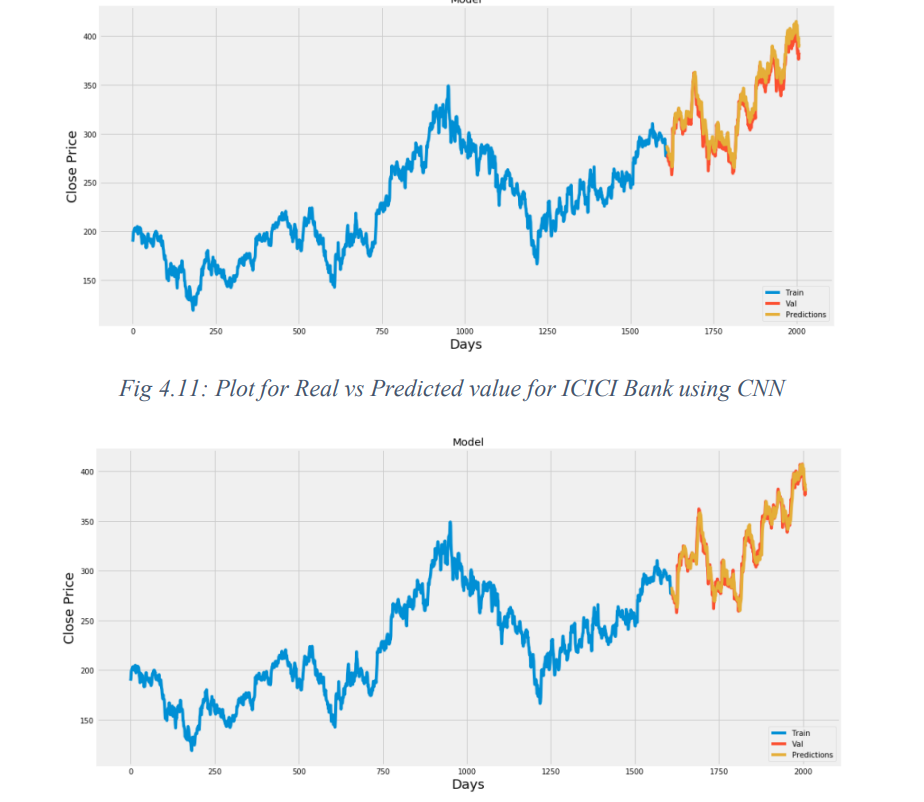 Model
400
350
300
250
200
150
Close Price
0 250 500 750 1000 1250 1500 1750 2000
Days
Train
Val
Predictions
Fig 4.11: Plot for Real vs Predicted value for ICICI Bank using CNN
Model
400
350
300
250
200
150
Close Price
0 250 500 750 1000 1250 1500 1750 2000
Days
Train
Val
Predictions